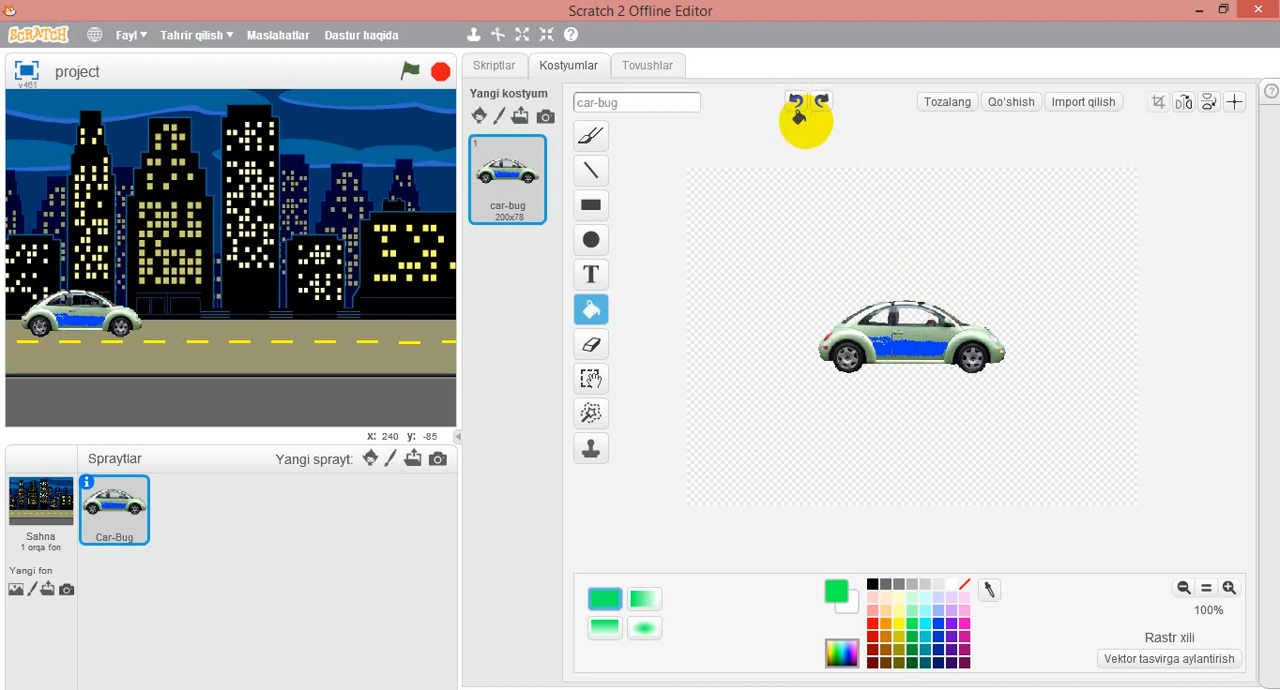 Scratch 2 Offline Editor
SCRATCH Fayl Tahrir qilish Maslahatlar Dastur haqida
project
v461
Skriptlar Kostyumlar Tovushlar
Yangi kostyum
car-bug
Tozalang Qo'shish Import qilish
1
car-bug
200x78
T
x: 240 y: -85
Spraytlar Yangi sprayt:
Sahna
1 orqa fon
Car-Bug
Yangi fon
100%
Rastr xili
Vektor tasvirga aylantirish